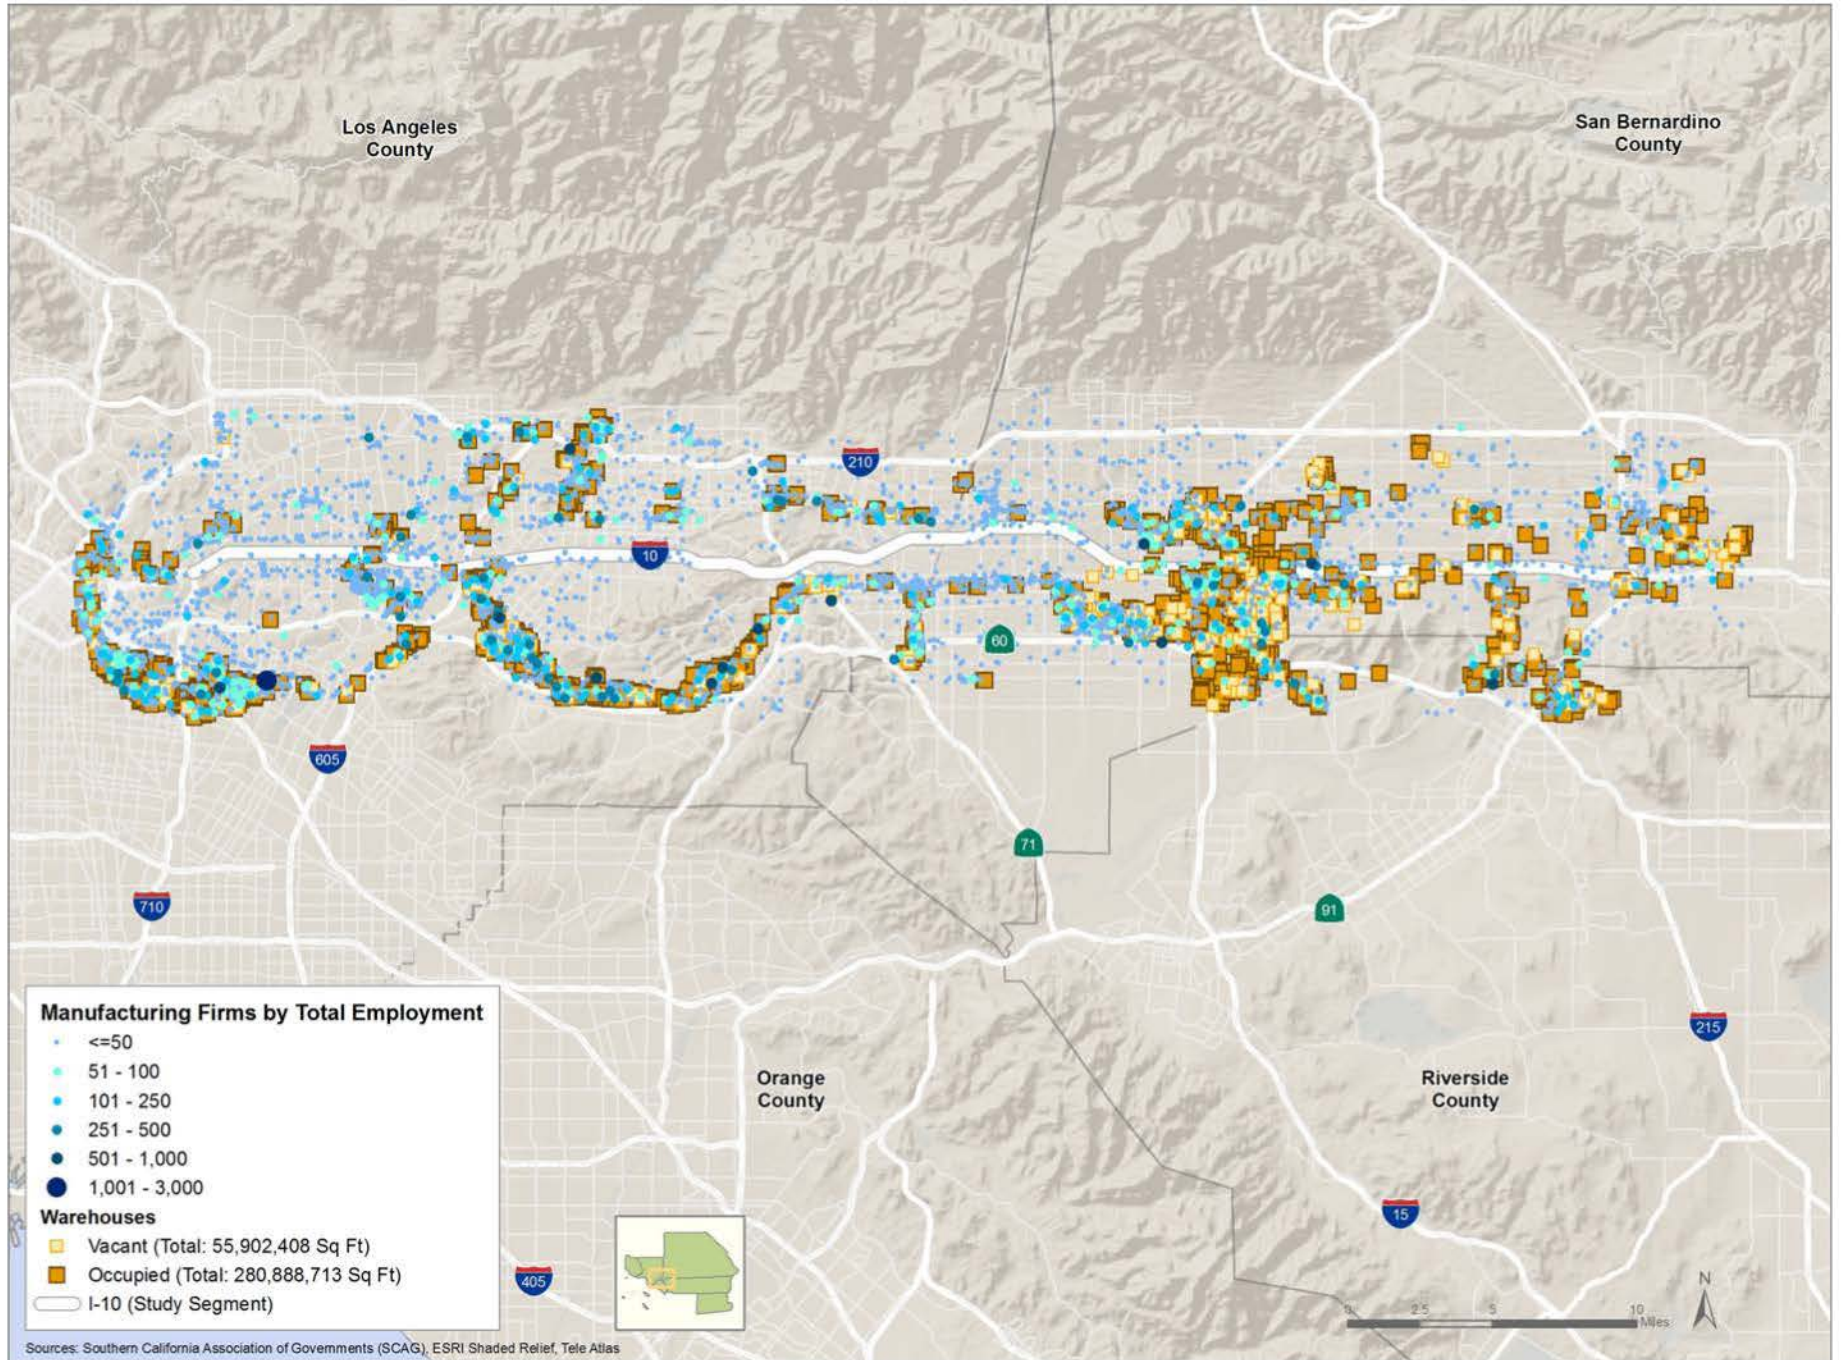 Los Angeles
County
San Bernardino
County
210
10
60
605
71
710
91
215
Orange
County
Riverside
County
15
405
Manufacturing Firms by Total Employment
<=50
51 - 100
101 - 250
251 - 500
501 - 1,000
1,001 - 3,000
Warehouses
Vacant (Total: 55,902,408 Sq Ft)
Occupied (Total: 280,888,713 Sq Ft)
I-10 (Study Segment)
N
0 2.5 5 10
Miles
Sources: Southern California Association of Governments (SCAG), ESRI Shaded Relief, Tele Atlas